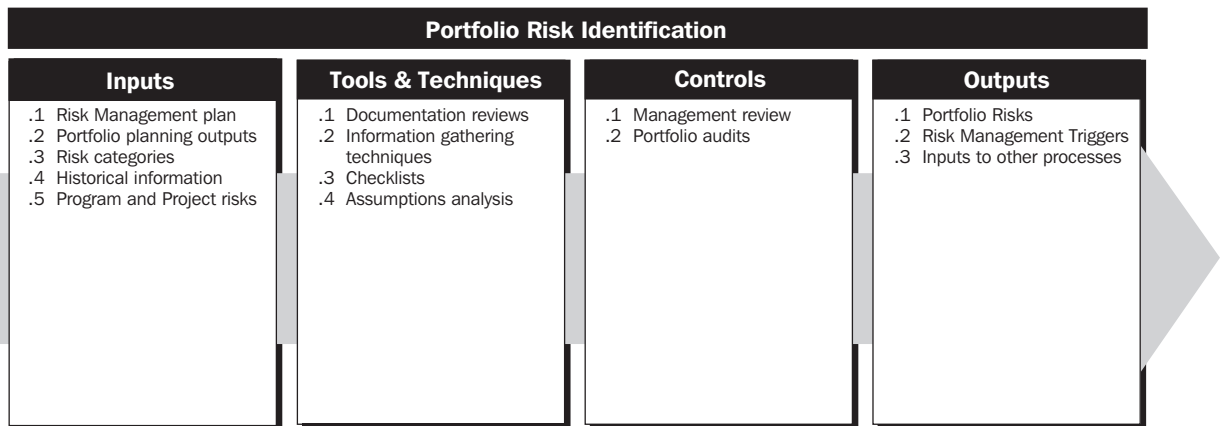 Portfolio Risk Identification
Inputs
.1 Risk Management plan
.2 Portfolio planning outputs
.3 Risk categories
.4 Historical information
.5 Program and Project risks
Tools & Techniques
.1 Documentation reviews
.2 Information gathering
techniques
.3 Checklists
.4 Assumptions analysis
Controls
.1 Management review
.2 Portfolio audits
Outputs
.1 Portfolio Risks
.2 Risk Management Triggers
.3 Inputs to other processes